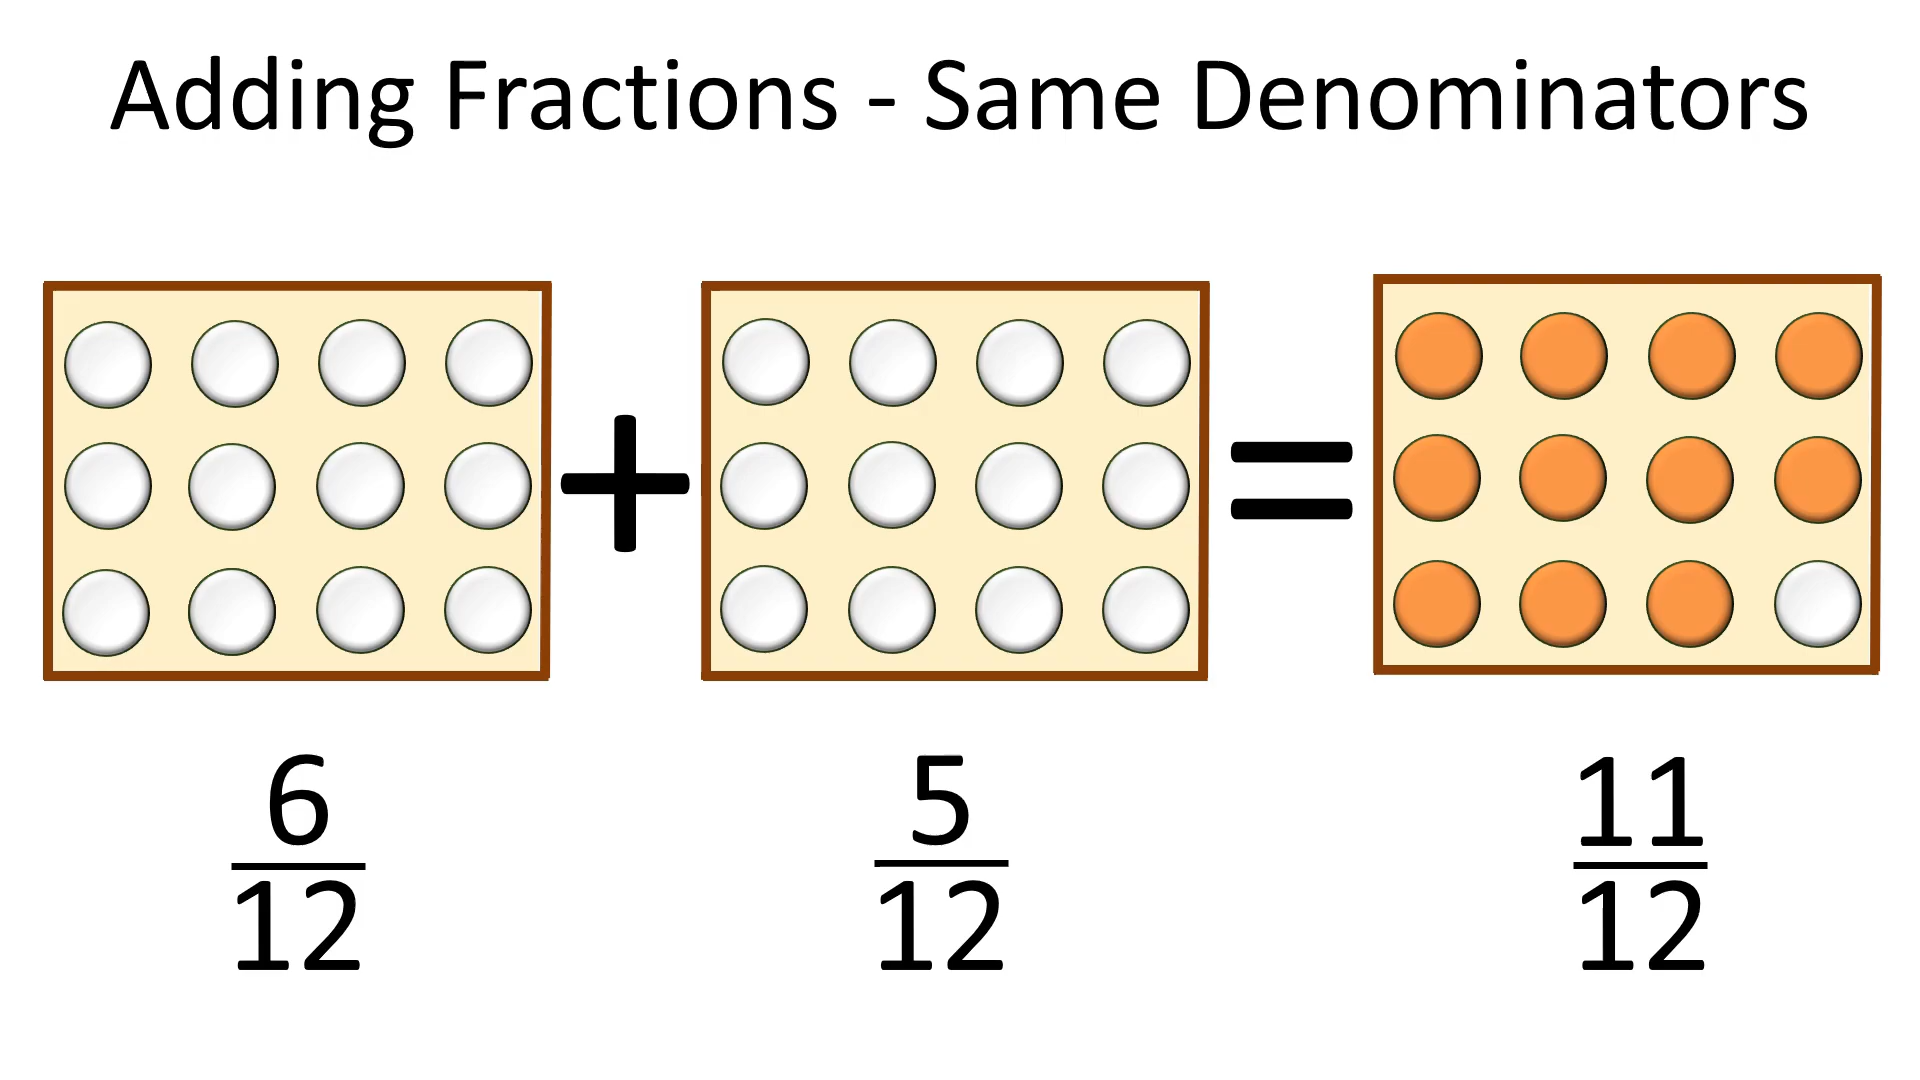 Adding Fractions - Same Denominators
+ =
6 5 11
12 12 12